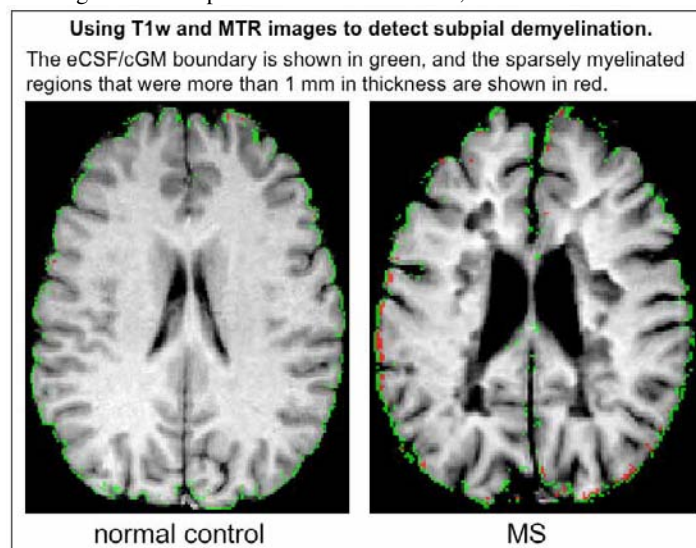 Using T1w and MTR images to detect subpial demyelination.
The eCSF/cGM boundary is shown in green, and the sparsely myelinated
regions that were more than 1 mm in thickness are shown in red.
normal control
MS